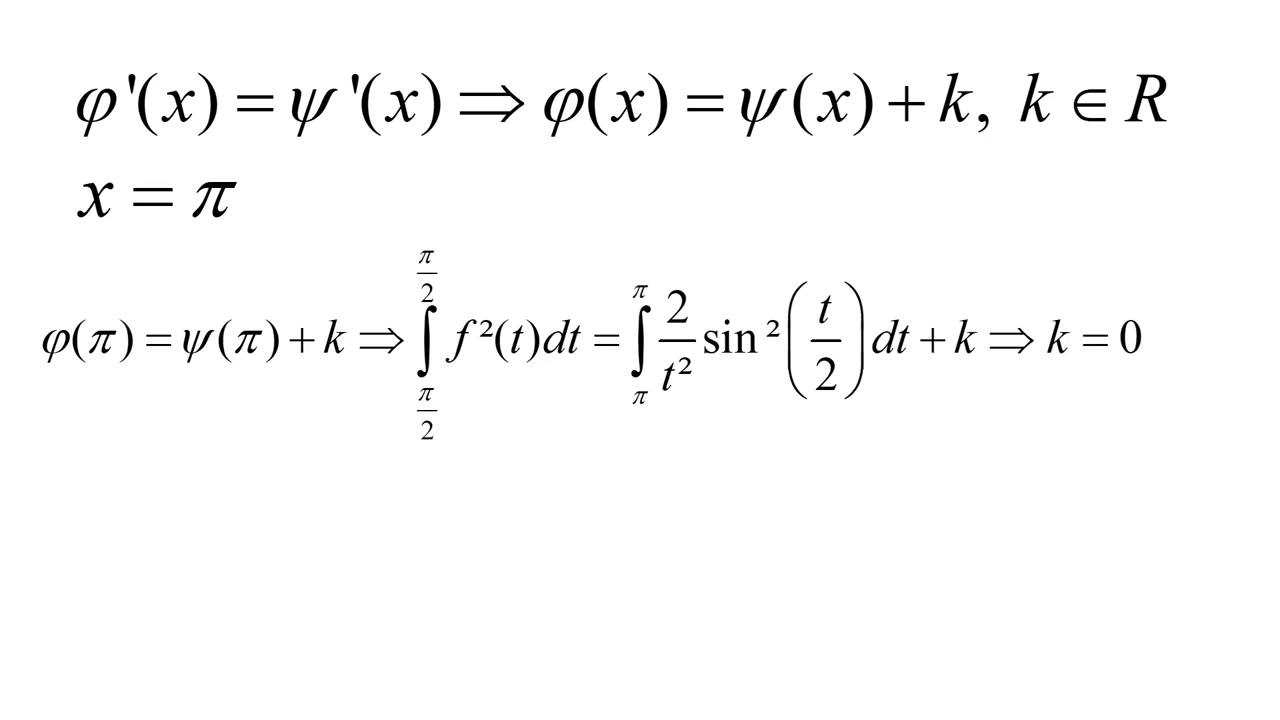 φ'(x) = ψ'(x) ⇒ φ(x) = ψ(x) + k, k ∈ R
x = π
φ(π) = ψ(π) + k ⇒ ∫_{π/2}^{π/2} f²(t)dt = ∫_{π}^{π} 2/t² sin²(t/2) dt + k ⇒ k = 0